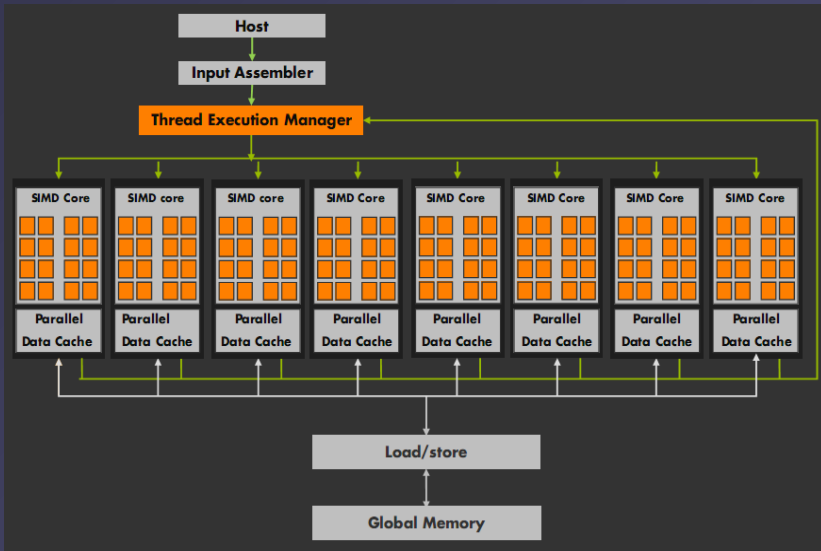 Host
Input Assembler
Thread Execution Manager
SIMD Core
SIMD core
SIMD core
SIMD Core
SIMD Core
SIMD Core
SIMD Core
SIMD Core
Parallel
Data Cache
Parallel
Data Cache
Parallel
Data Cache
Parallel
Data Cache
Parallel
Data Cache
Parallel
Data Cache
Parallel
Data Cache
Parallel
Data Cache
Load/store
Global Memory